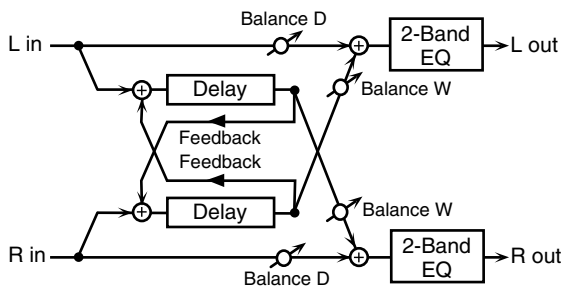 Balance D
L in
2-Band
EQ
L out
Delay
Balance W
Feedback
Feedback
Delay
Balance W
R in
2-Band
EQ
R out
Balance D